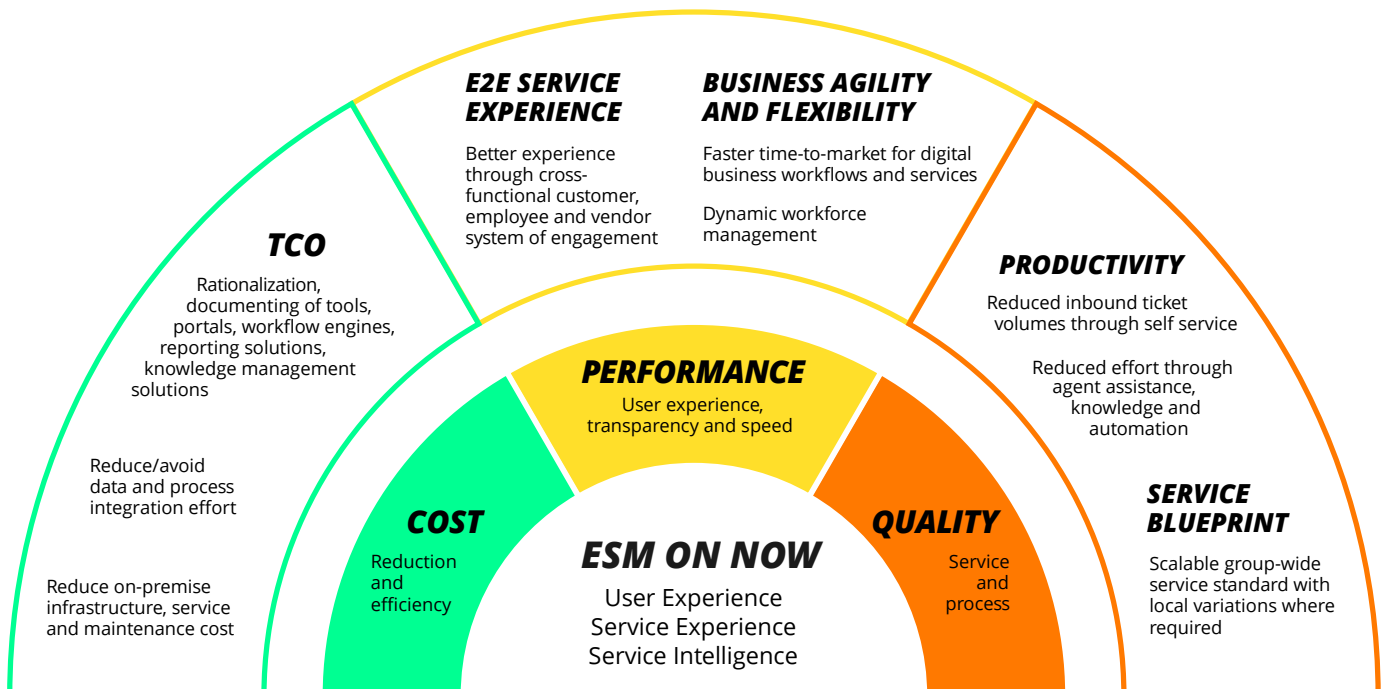 E2E SERVICE
EXPERIENCE
Better experience
through cross-
functional customer,
employee and vendor
system of engagement
BUSINESS AGILITY
AND FLEXIBILITY
Faster time-to-market for digital
business workflows and services
Dynamic workforce
management
TCO
Rationalization,
documenting of tools,
portals, workflow engines,
reporting solutions,
knowledge management
solutions
Reduce/avoid
data and process
integration effort
Reduce on-premise
infrastructure, service
and maintenance cost
PRODUCTIVITY
Reduced inbound ticket
volumes through self service
Reduced effort through
agent assistance,
knowledge and
automation
SERVICE
BLUEPRINT
Scalable group-wide
service standard with
local variations where
required
PERFORMANCE
User experience,
transparency and speed
COST
Reduction
and
efficiency
QUALITY
Service
and
process
ESM ON NOW
User Experience
Service Experience
Service Intelligence